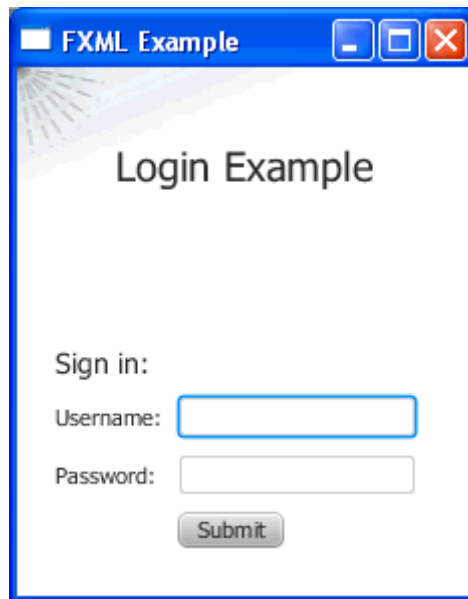 FXML Example
Login Example
Sign in:
Username:
Password:
Submit